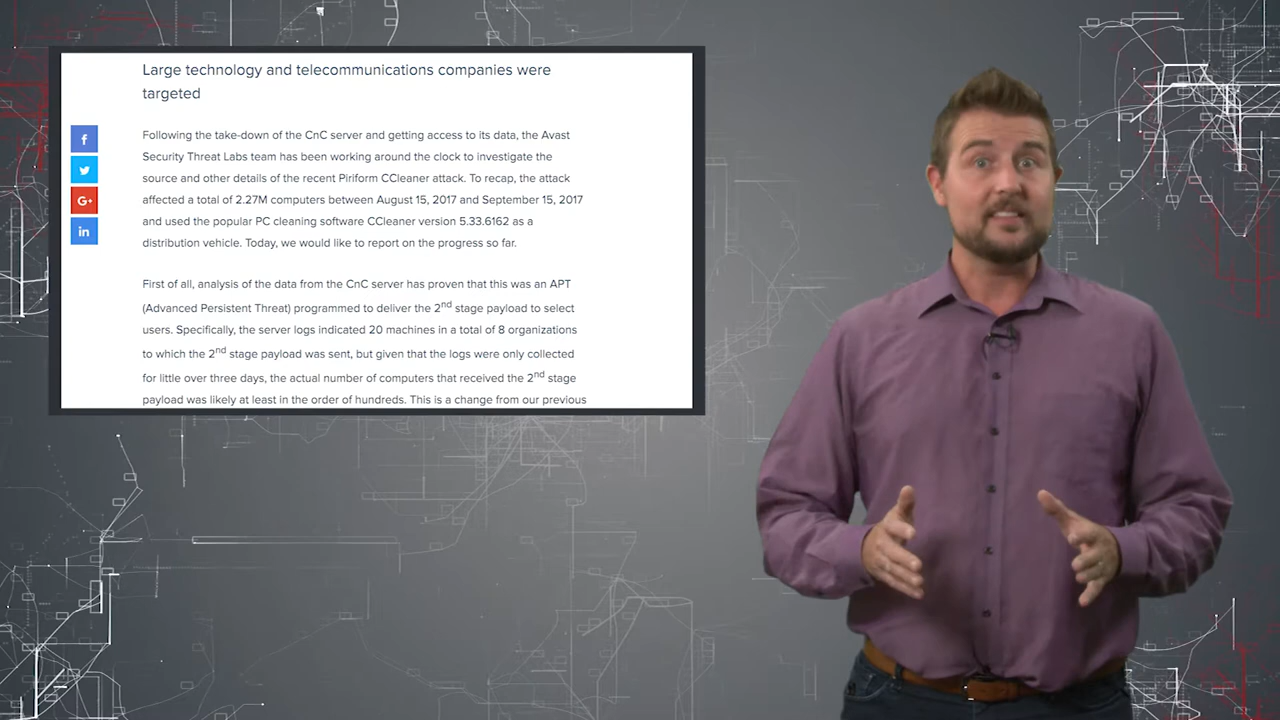 Large technology and telecommunications companies were
targeted
Following the take-down of the CnC server and getting access to its data, the Avast
Security Threat Labs team has been working around the clock to investigate the
source and other details of the recent Piriform CCleaner attack. To recap, the attack
affected a total of 2.27M computers between August 15, 2017 and September 15, 2017
and used the popular PC cleaning software CCleaner version 5.33.6162 as a
distribution vehicle. Today, we would like to report on the progress so far.
First of all, analysis of the data from the CnC server has proven that this was an APT
(Advanced Persistent Threat) programmed to deliver the 2nd stage payload to select
users. Specifically, the server logs indicated 20 machines in a total of 8 organizations
to which the 2nd stage payload was sent, but given that the logs were only collected
for little over three days, the actual number of computers that received the 2nd stage
payload was likely at least in the order of hundreds. This is a change from our previous
f
G+
in